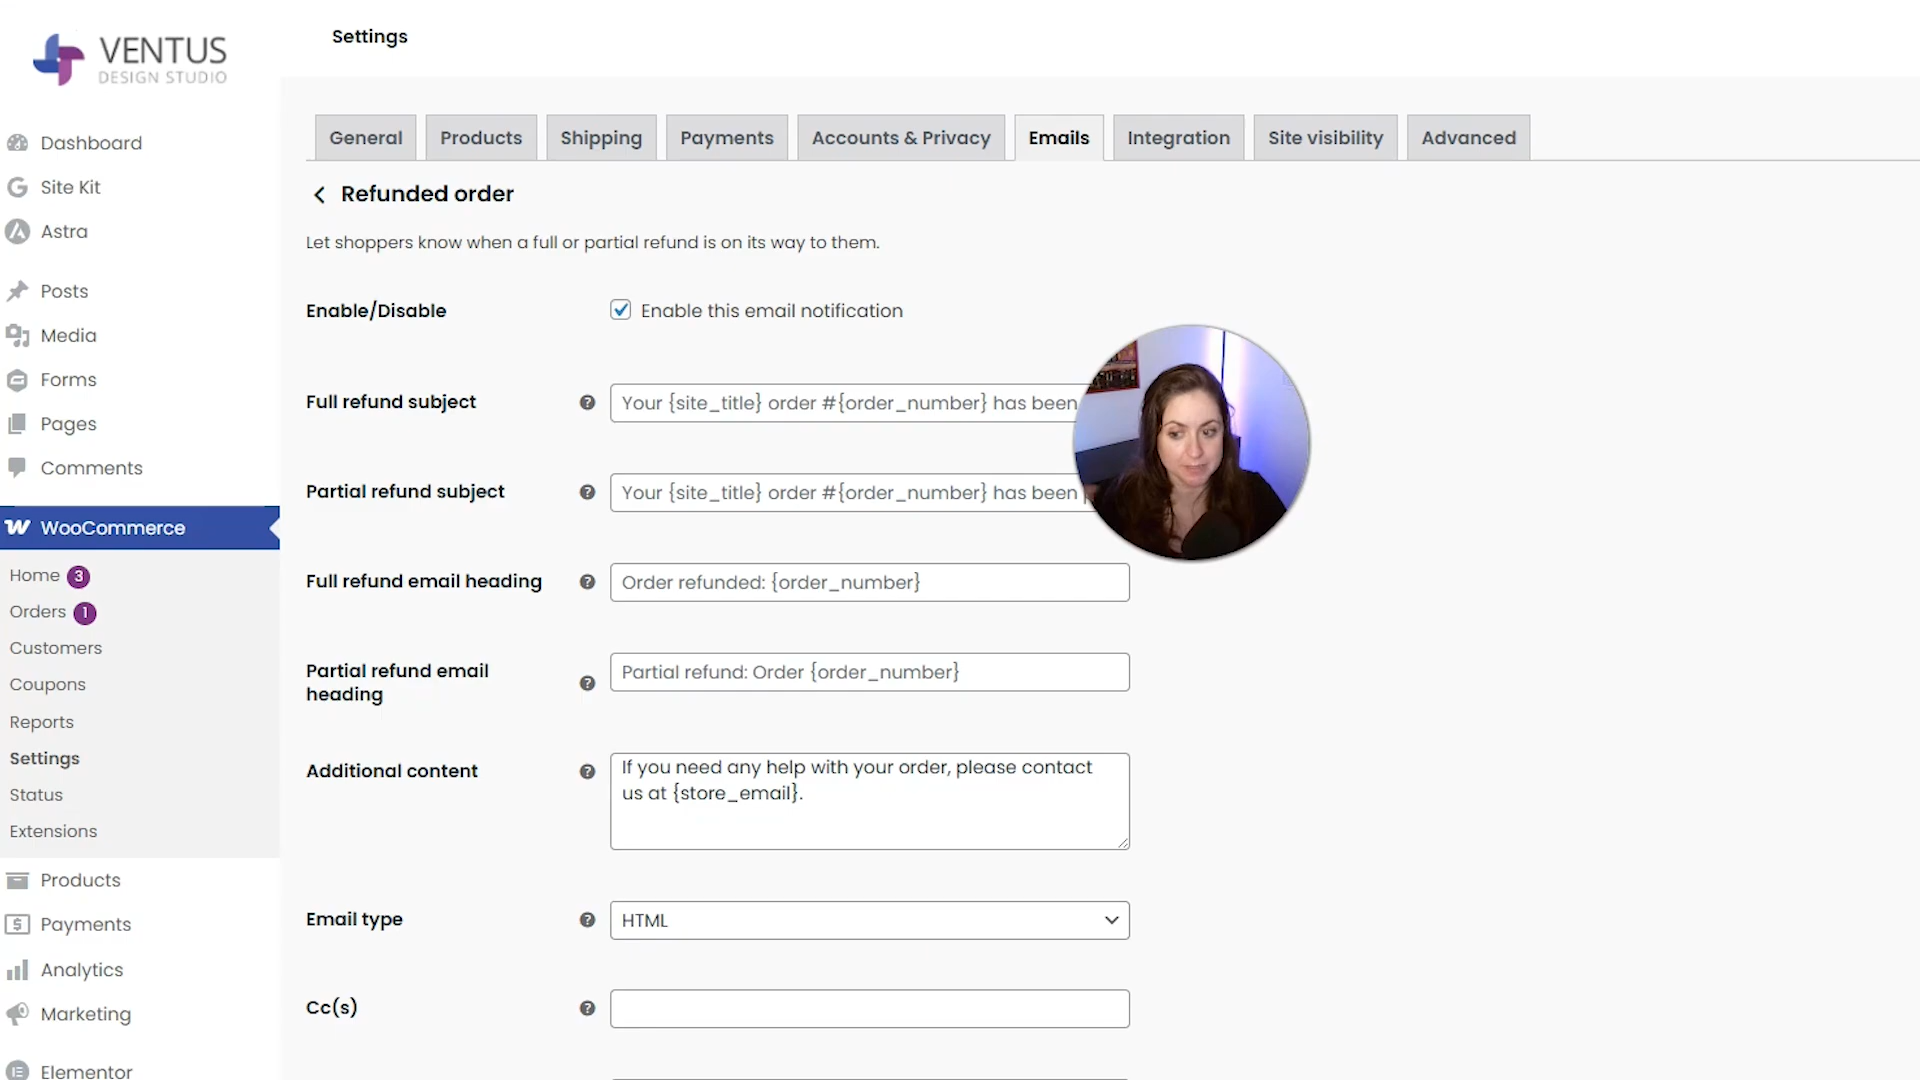 VENTUS
DESIGN STUDIO
Settings
Dashboard
Site Kit
Astra
Posts
Media
Forms
Pages
Comments
WooCommerce
Home 3
Orders 1
Customers
Coupons
Reports
Settings
Status
Extensions
Products
Payments
Analytics
Marketing
Elementor
General
Products
Shipping
Payments
Accounts & Privacy
Emails
Integration
Site visibility
Advanced
Refunded order
Let shoppers know when a full or partial refund is on its way to them.
Enable/Disable
Enable this email notification
Full refund subject
Your {site_title} order #{order_number} has been
Partial refund subject
Your {site_title} order #{order_number} has been
Full refund email heading
Order refunded: {order_number}
Partial refund email
heading
Partial refund: Order {order_number}
Additional content
If you need any help with your order, please contact
us at {store_email}.
Email type
HTML
Cc(s)